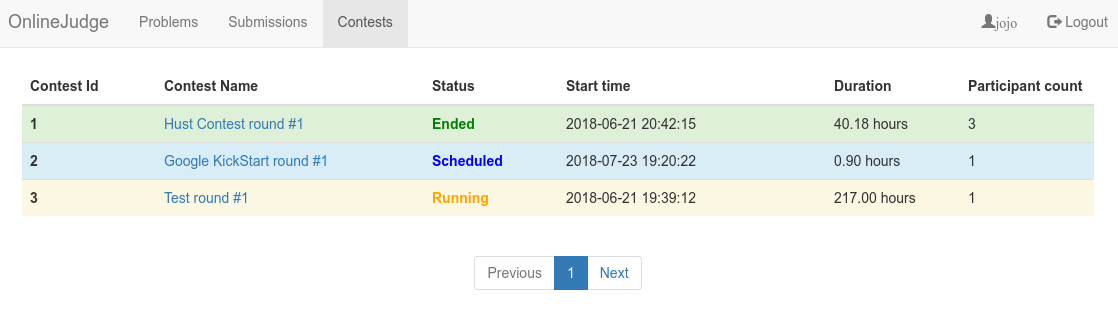 OnlineJudge Problems Submissions Contests jojo Logout
Contest Id Contest Name Status Start time Duration Participant count
1 Hust Contest round #1 Ended 2018-06-21 20:42:15 40.18 hours 3
2 Google KickStart round #1 Scheduled 2018-07-23 19:20:22 0.90 hours 1
3 Test round #1 Running 2018-06-21 19:39:12 217.00 hours 1
Previous 1 Next